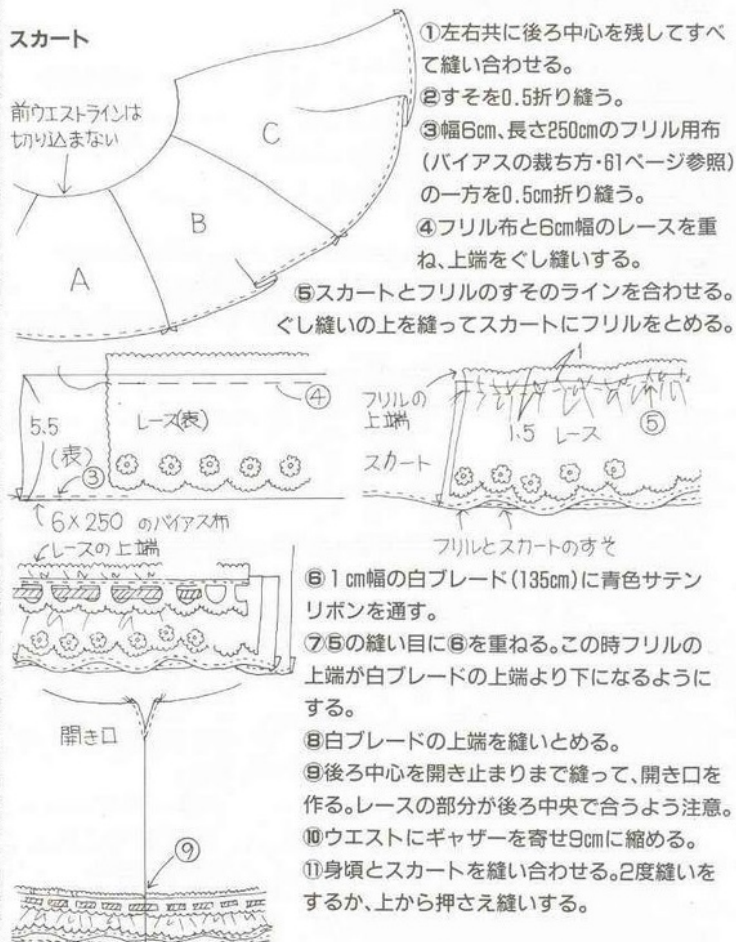 スカート
前ウエストラインは
切り込まない
A
B
C
①左右共に後ろ中心を残してすべ
て縫い合わせる。
②すそを0.5折り縫う。
③幅6cm、長さ250cmのフリル用布
(バイアスの裁ち方・61ページ参照)
の一方を0.5cm折り縫う。
④フリル布と6cm幅のレースを重
ね、上端をぐし縫いする。
⑤スカートとフリルのすそのラインを合わせる。
ぐし縫いの上を縫ってスカートにフリルをとめる。
5.5
(表)
③
レース(表)
④
6×250 のバイアス布
フリルの
上端
スカート
1
1.5 レース
⑤
フリルとスカートのすそ
レースの上端
⑥1cm幅の白ブレード(135cm)に青色サテン
リボンを通す。
⑦⑤の縫い目に⑥を重ねる。この時フリルの
上端が白ブレードの上端より下になるように
する。
⑧白ブレードの上端を縫いとめる。
⑨後ろ中心を開き止まりまで縫って、開き口を
作る。レースの部分が後ろ中央で合うよう注意。
⑩ウエストにギャザーを寄せ9cmに縮める。
⑪身頃とスカートを縫い合わせる。2度縫いを
するか、上から押さえ縫いする。
開き口
⑨